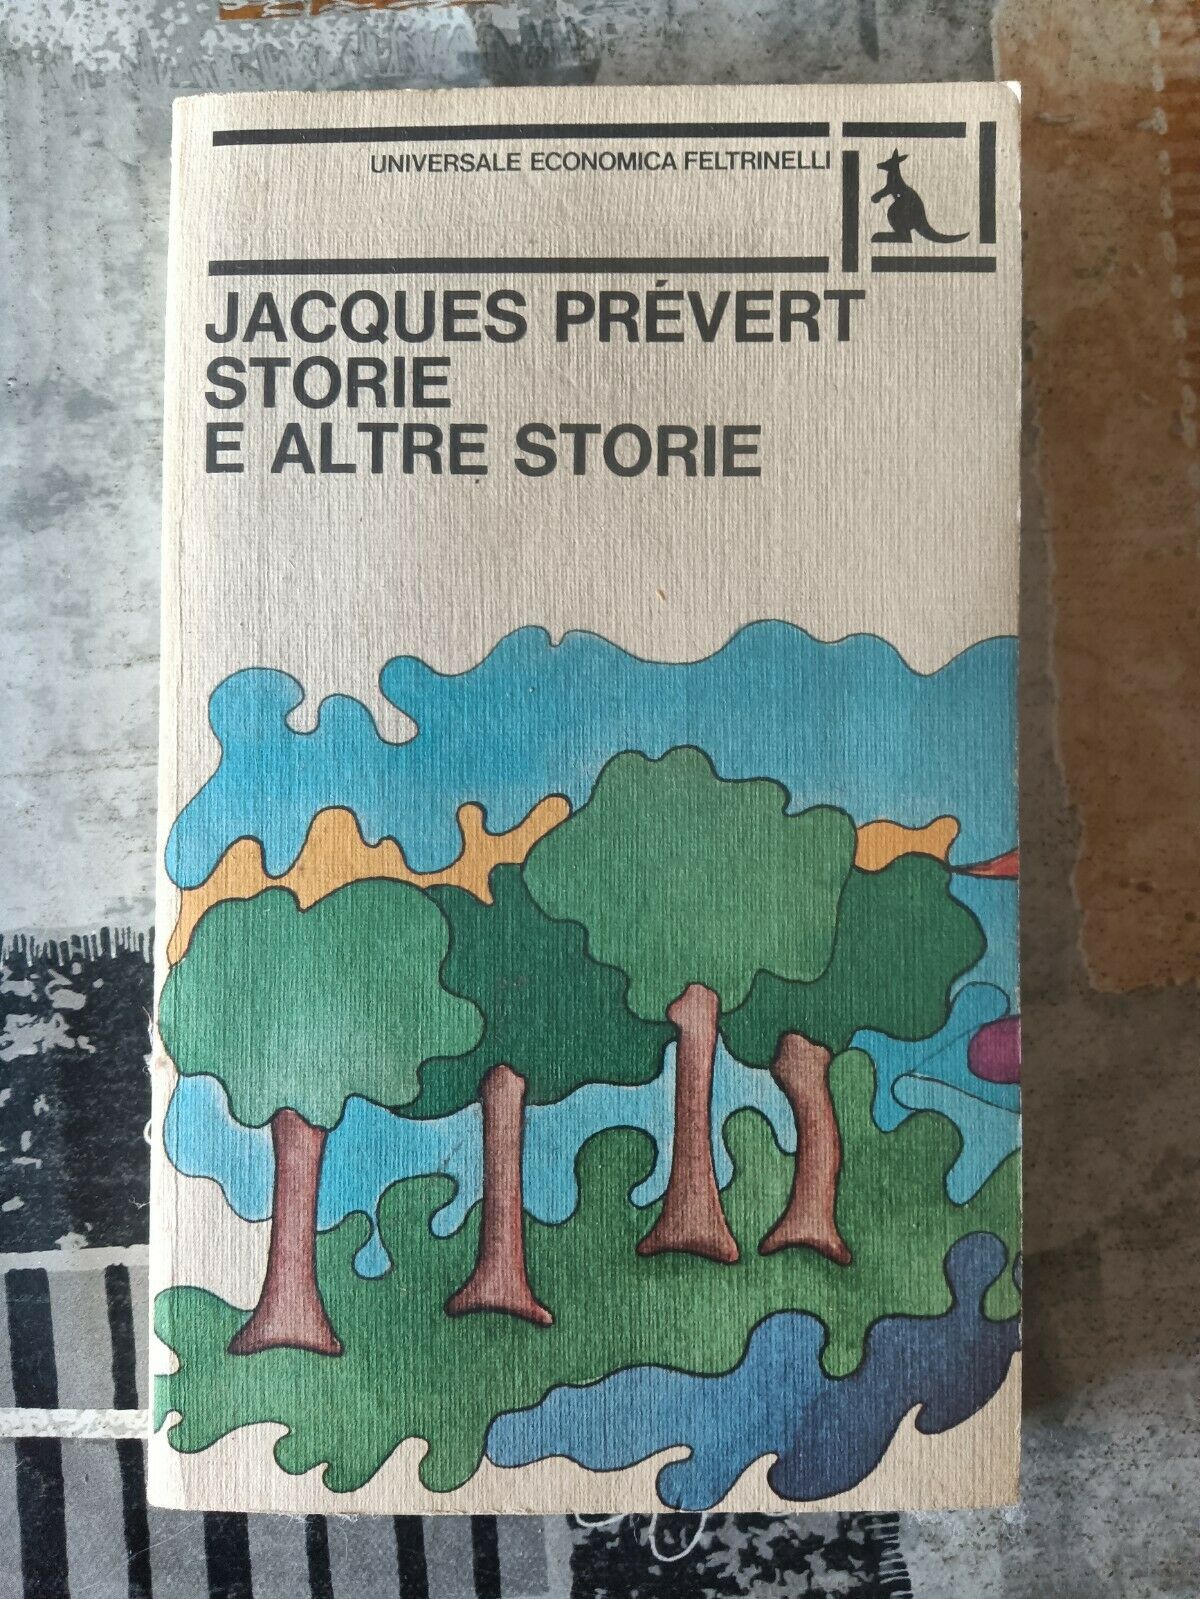 UNIVERSALE ECONOMICA FELTRINELLI
JACQUES PRÉVERT
STORIE
E ALTRE STORIE